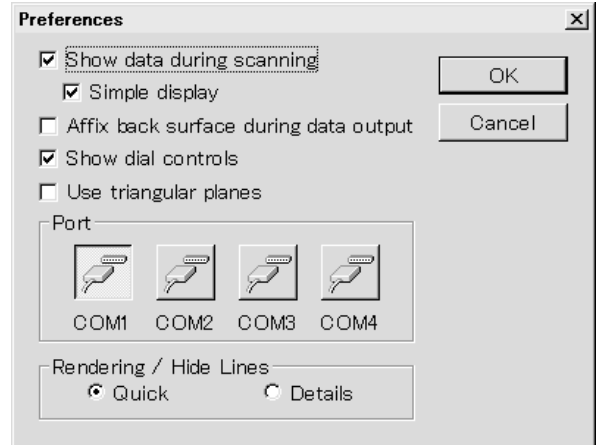 Preferences
Show data during scanning
OK
Simple display
Affix back surface during data output
Cancel
Show dial controls
Use triangular planes
Port
COM1 COM2 COM3 COM4
Rendering / Hide Lines
Quick Details